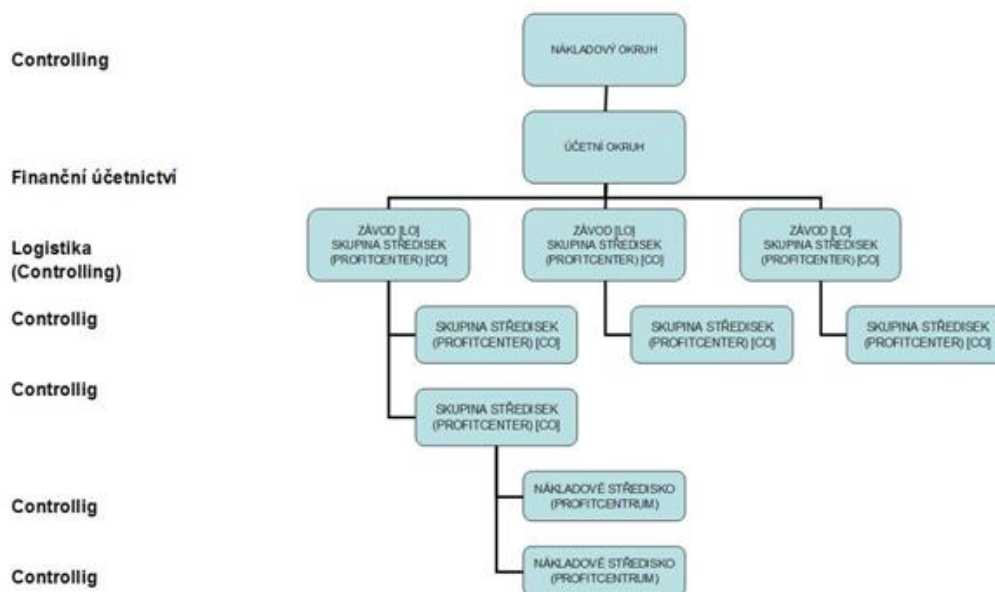 Controlling
NÁKLADOVÝ OKRUH
ÚČETNÍ OKRUH
Finanční účetnictví
Logistika
(Controlling)
ZÁVOD [LO]
SKUPINA STŘEDISEK
(PROFITCENTER) [CO]
ZÁVOD [LO]
SKUPINA STŘEDISEK
(PROFITCENTER) [CO]
ZÁVOD [LO]
SKUPINA STŘEDISEK
(PROFITCENTER) [CO]
Controllig
SKUPINA STŘEDISEK
(PROFITCENTER) [CO]
SKUPINA STŘEDISEK
(PROFITCENTER) [CO]
SKUPINA STŘEDISEK
(PROFITCENTER) [CO]
Controllig
SKUPINA STŘEDISEK
(PROFITCENTER) [CO]
Controllig
NÁKLADOVÉ STŘEDISKO
(PROFITCENTRUM)
Controllig
NÁKLADOVÉ STŘEDISKO
(PROFITCENTRUM)